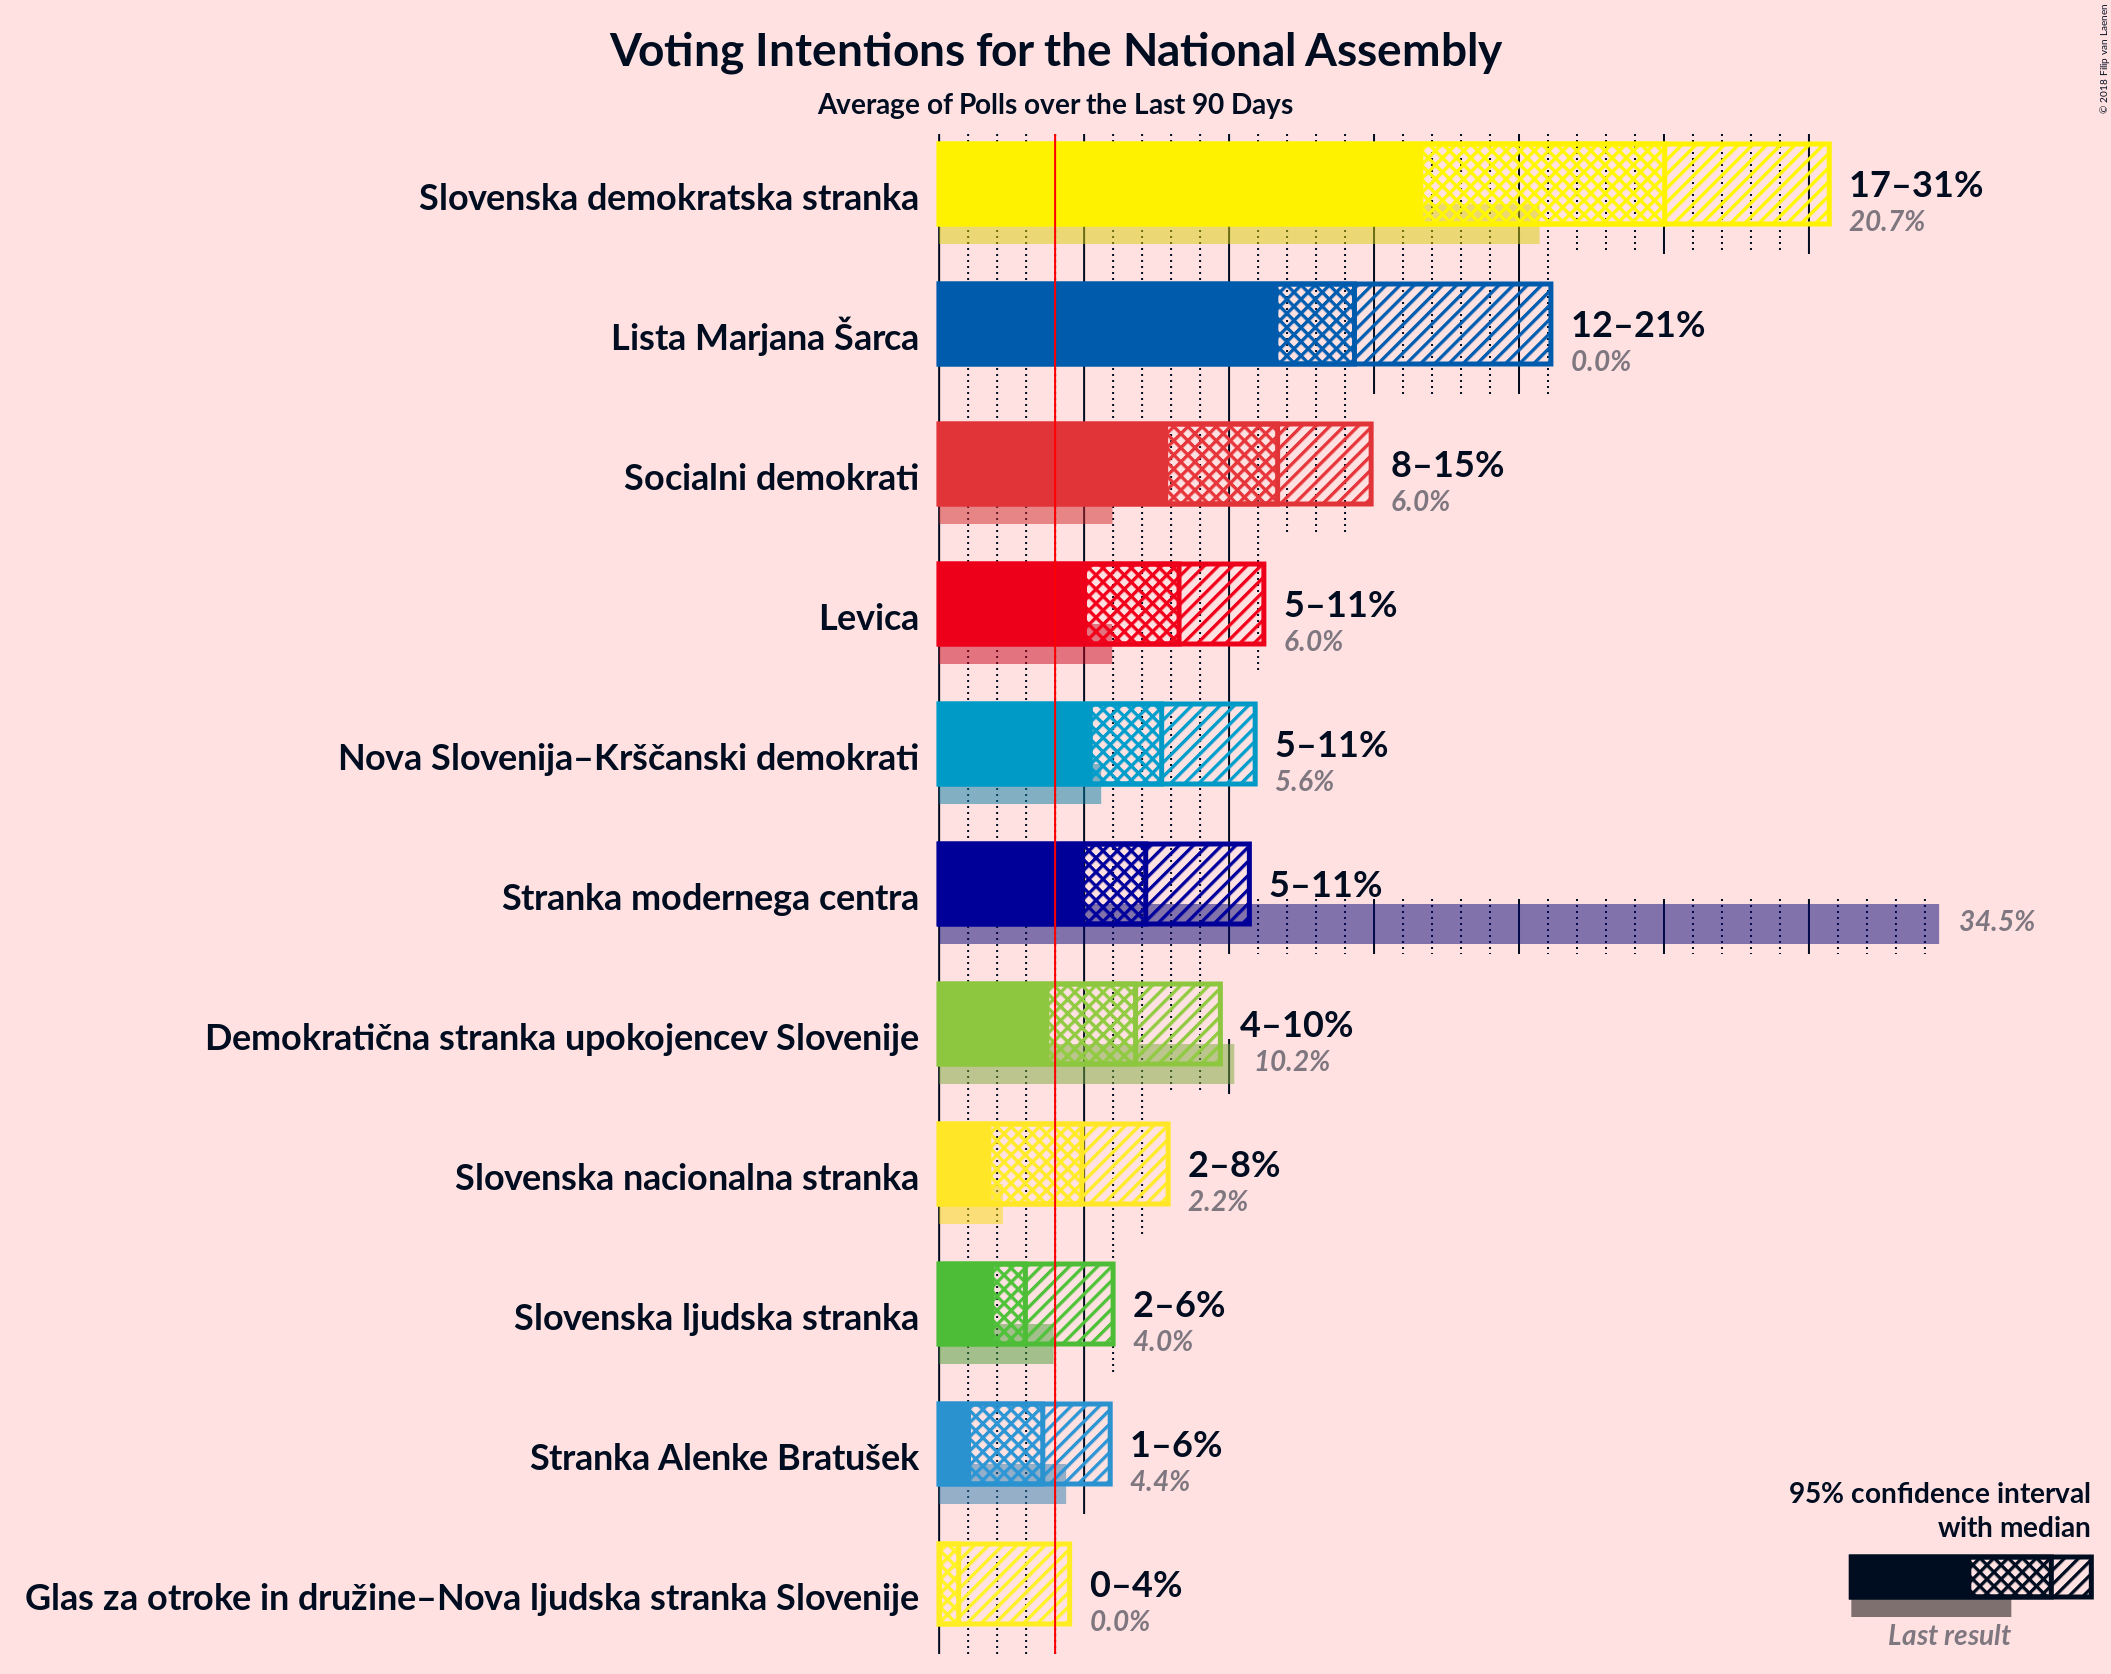 © 2018 Filip van Laenen
Voting Intentions for the National Assembly
Average of Polls over the Last 90 Days
Slovenska demokratska stranka
17–31%
20.7%
Lista Marjana Šarca
12–21%
0.0%
Socialni demokrati
8–15%
6.0%
Levica
5–11%
6.0%
Nova Slovenija–Krščanski demokrati
5–11%
5.6%
Stranka modernega centra
5–11%
34.5%
Demokratična stranka upokojencev Slovenije
4–10%
10.2%
Slovenska nacionalna stranka
2–8%
2.2%
Slovenska ljudska stranka
2–6%
4.0%
Stranka Alenke Bratušek
1–6%
4.4%
Glas za otroke in družine–Nova ljudska stranka Slovenije
0–4%
0.0%
95% confidence interval
with median
Last result